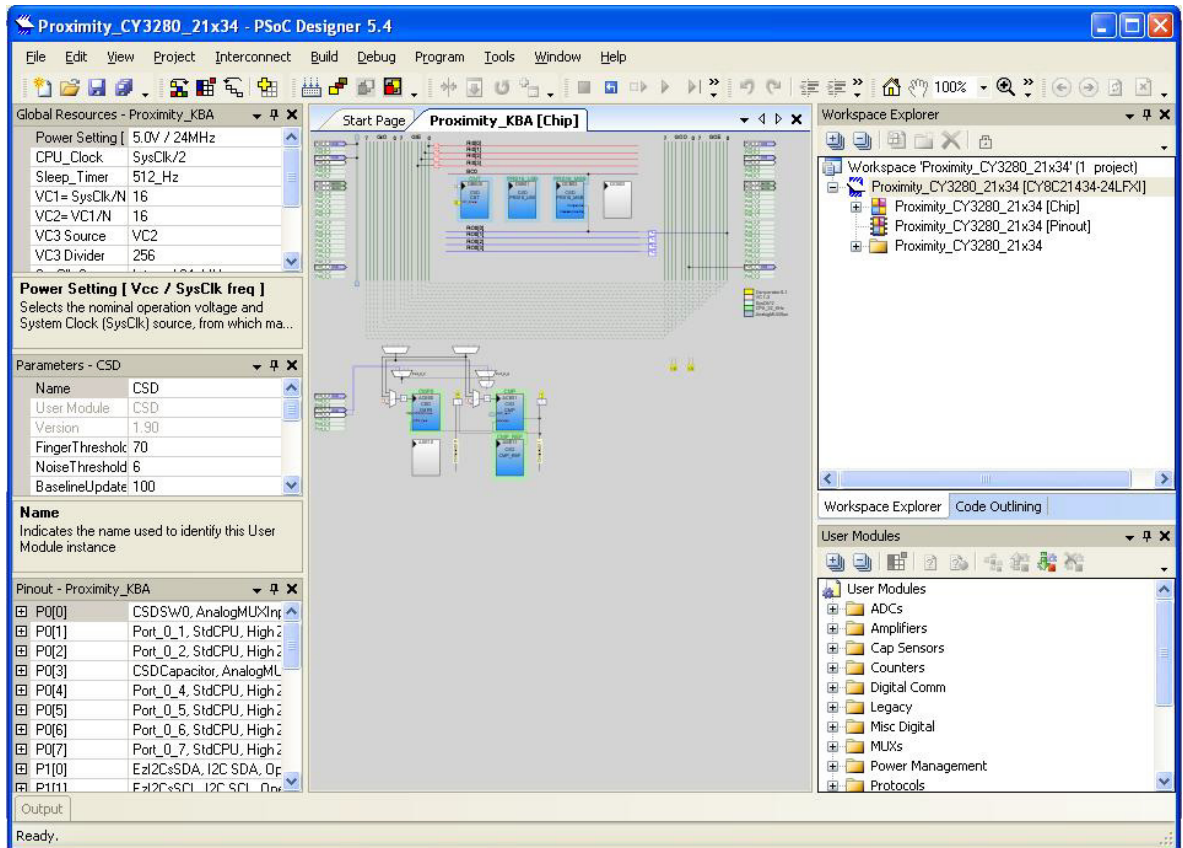 Proximity_CY3280_21x34 - PSoC Designer 5.4
File Edit View Project Interconnect Build Debug Program Tools Window Help
100%
Global Resources - Proximity_KBA
Power Setting [ 5.0V / 24MHz
CPU_Clock SysClk/2
Sleep_Timer 512_Hz
VC1= SysClk/N 16
VC2= VC1/N 16
VC3 Source VC2
VC3 Divider 256
Power Setting [ Vcc / SysClk freq ]
Selects the nominal operation voltage and
System Clock (SysClk) source, from which ma...
Parameters - CSD
Name CSD
User Module CSD
Version 1.90
FingerThreshold 70
NoiseThreshold 6
BaselineUpdate 100
Name
Indicates the name used to identify this User
Module instance
Pinout - Proximity_KBA
P0[0] CSDSW0, AnalogMUXInp
P0[1] Port_0_1, StdCPU, High Z
P0[2] Port_0_2, StdCPU, High Z
P0[3] CSDCapacitor, AnalogMU
P0[4] Port_0_4, StdCPU, High Z
P0[5] Port_0_5, StdCPU, High Z
P0[6] Port_0_6, StdCPU, High Z
P0[7] Port_0_7, StdCPU, High Z
P1[0] EzI2CsSDA, I2C SDA, Op
P1[1] EzI2CsSCL, I2C SCL, Ope
Start Page Proximity_KBA [Chip]
Workspace Explorer
Workspace 'Proximity_CY3280_21x34' (1 project)
Proximity_CY3280_21x34 [CY8C21434-24LFXI]
Proximity_CY3280_21x34 [Chip]
Proximity_CY3280_21x34 [Pinout]
Proximity_CY3280_21x34
Workspace Explorer Code Outlining
User Modules
User Modules
ADCs
Amplifiers
Cap Sensors
Counters
Digital Comm
Legacy
Misc Digital
MUXs
Power Management
Protocols
Output
Ready.